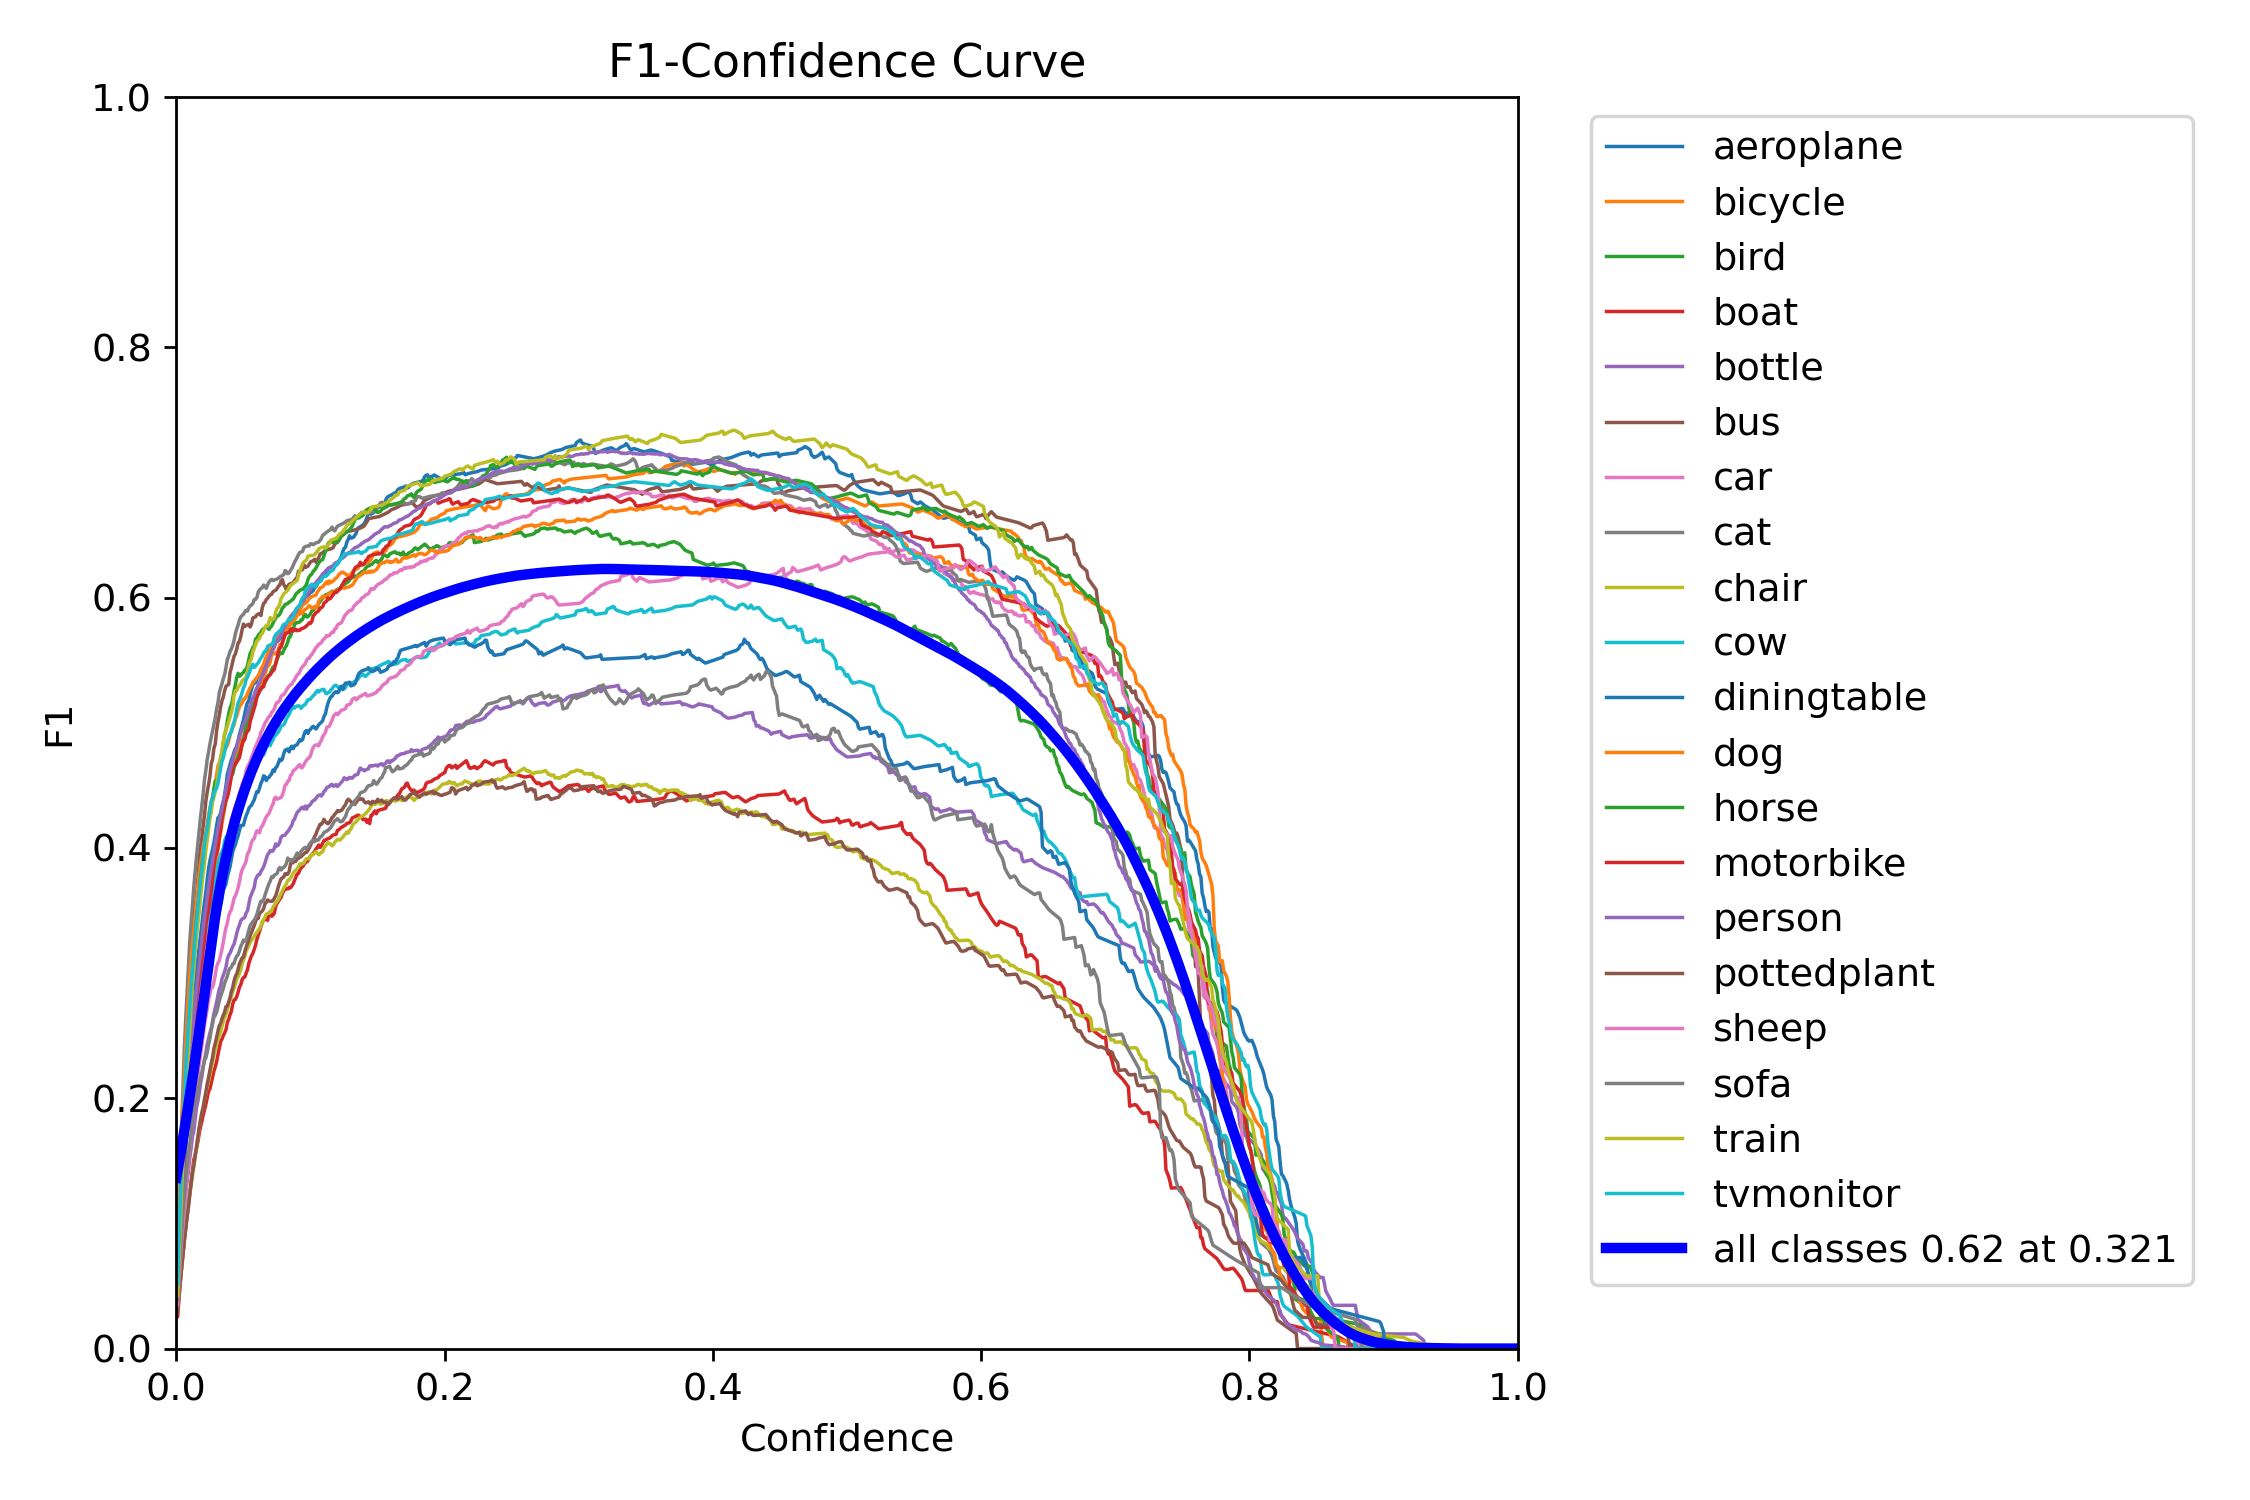 F1-Confidence Curve
1.0
0.8
0.6
0.4
0.2
0.0
F1
0.0 0.2 0.4 0.6 0.8 1.0
Confidence
aeroplane
bicycle
bird
boat
bottle
bus
car
cat
chair
cow
diningtable
dog
horse
motorbike
person
pottedplant
sheep
sofa
train
tvmonitor
all classes 0.62 at 0.321